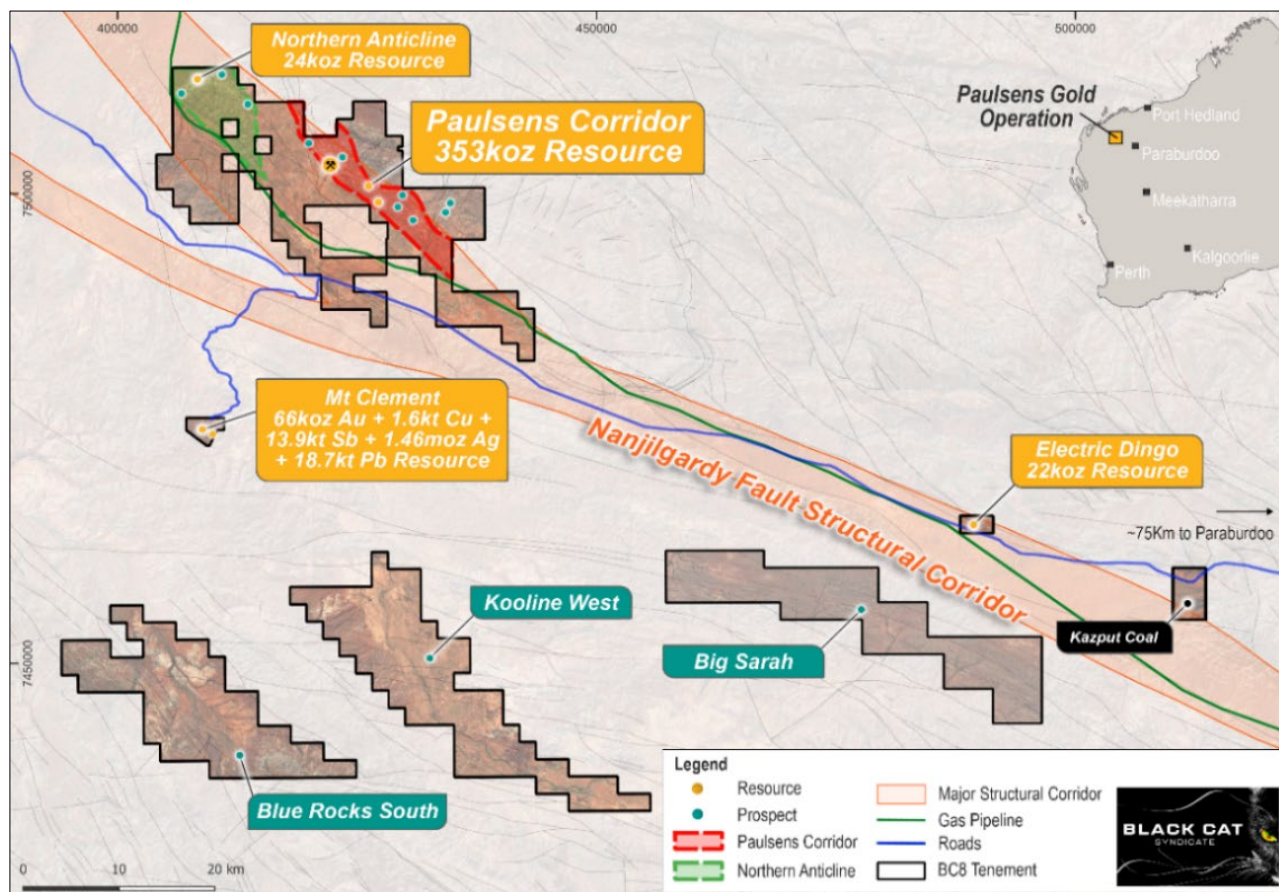 400000
450000
500000
Northern Anticline
24koz Resource
Paulsens Corridor
353koz Resource
Paulsens Gold
Operation
Port Hedland
Paraburdoo
Meekatharra
Kalgoorlie
Perth
7500000
Mt Clement
66koz Au + 1.6kt Cu +
13.9kt Sb + 1.46moz Ag
+ 18.7kt Pb Resource
Nanjilgardy Fault Structural Corridor
Electric Dingo
22koz Resource
~75Km to Paraburdoo
Kooline West
Big Sarah
Kazput Coal
7450000
Blue Rocks South
Legend
Resource
Prospect
Paulsens Corridor
Northern Anticline
Major Structural Corridor
Gas Pipeline
Roads
BC8 Tenement
BLACK CAT
SYNDICATE
0
10
20 km